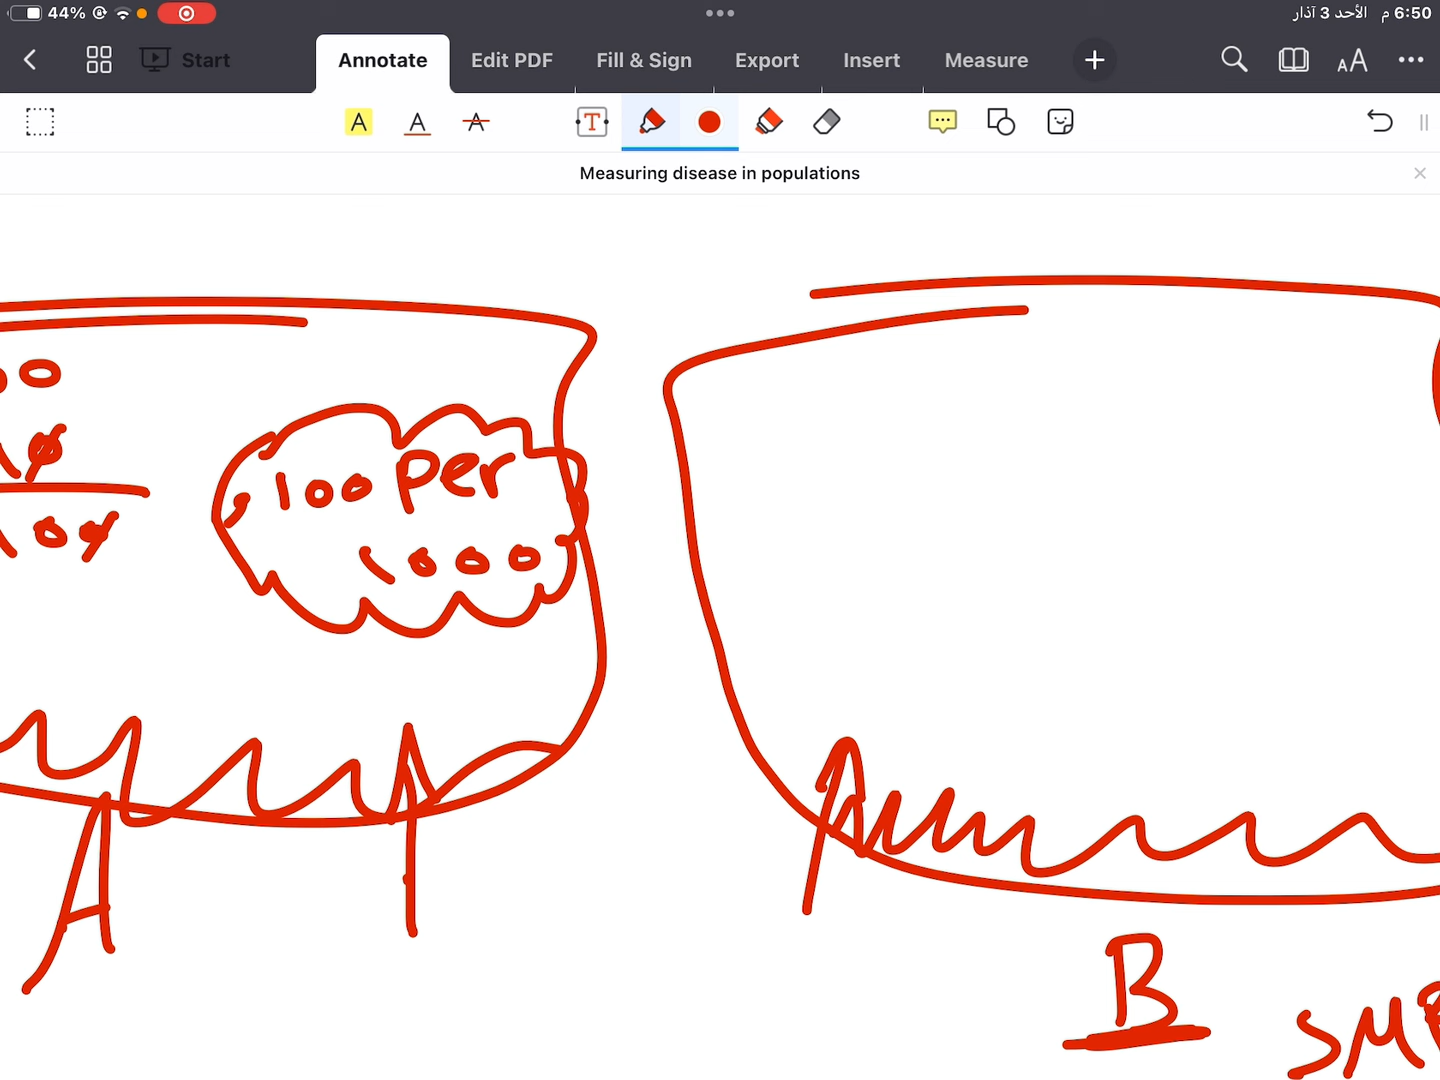 44%
6:50 م الأحد 3 آذار
Start Annotate Edit PDF Fill & Sign Export Insert Measure
Measuring disease in populations
100 per
1000
A
B